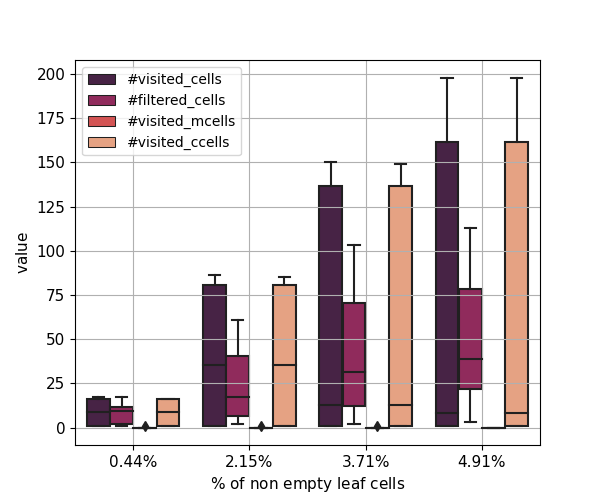 #visited_cells
#filtered_cells
#visited_mcells
#visited_ccells
200
175
150
125
100
75
50
25
0
value
0.44% 2.15% 3.71% 4.91%
% of non empty leaf cells